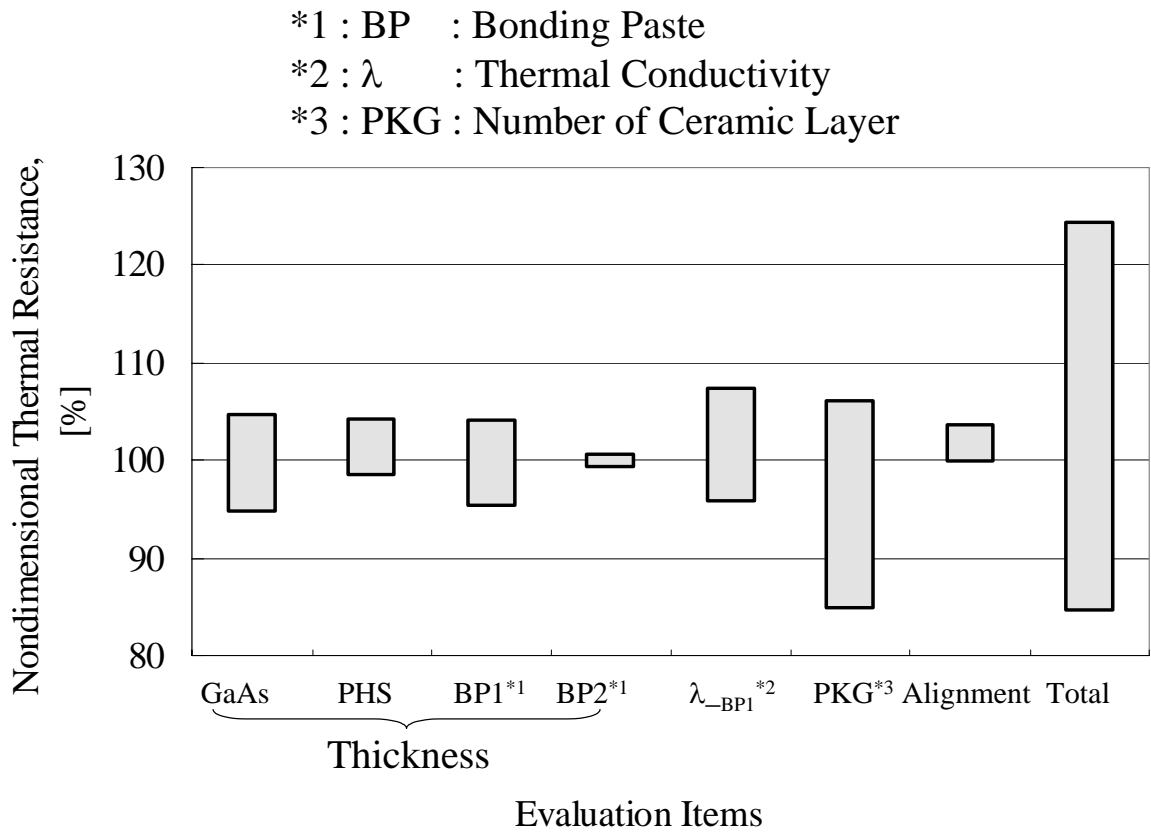 *1 : BP : Bonding Paste
*2 : λ : Thermal Conductivity
*3 : PKG : Number of Ceramic Layer
Nondimensional Thermal Resistance,
[%]
130
120
110
100
90
80
GaAs PHS BP1*1 BP2*1 λ_BP1*2 PKG*3 Alignment Total
Thickness
Evaluation Items